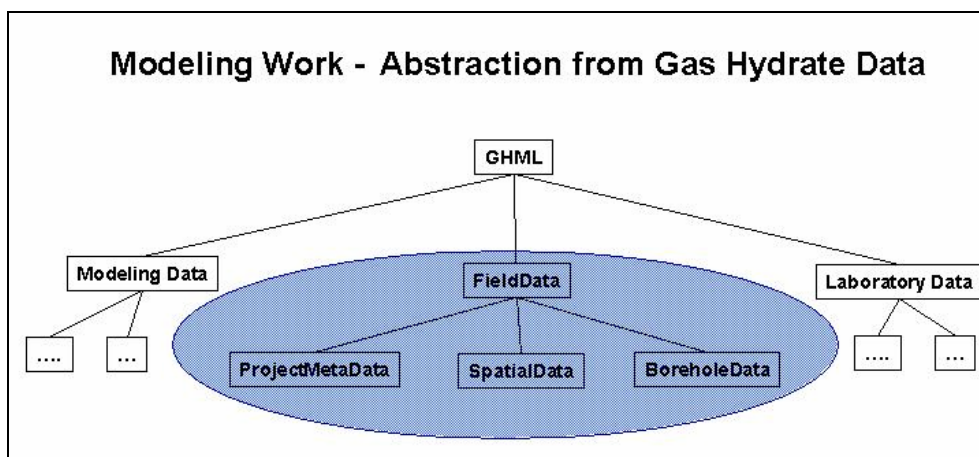 Modeling Work - Abstraction from Gas Hydrate Data
GHML
Modeling Data
FieldData
Laboratory Data
....
...
....
...
ProjectMetaData
SpatialData
BoreholeData